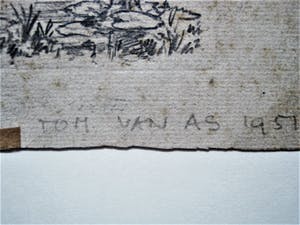 TOM VAN AS 1951